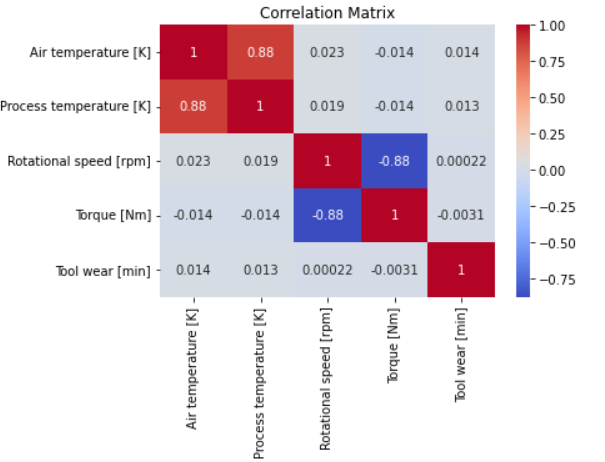 Correlation Matrix
Air temperature [K] 1 0.88 0.023 -0.014 0.014
Process temperature [K] 0.88 1 0.019 -0.014 0.013
Rotational speed [rpm] 0.023 0.019 1 -0.88 0.00022
Torque [Nm] -0.014 -0.014 -0.88 1 -0.0031
Tool wear [min] 0.014 0.013 0.00022 -0.0031 1
Air temperature [K]
Process temperature [K]
Rotational speed [rpm]
Torque [Nm]
Tool wear [min]
1.00
0.75
0.50
0.25
0.00
−0.25
−0.50
−0.75